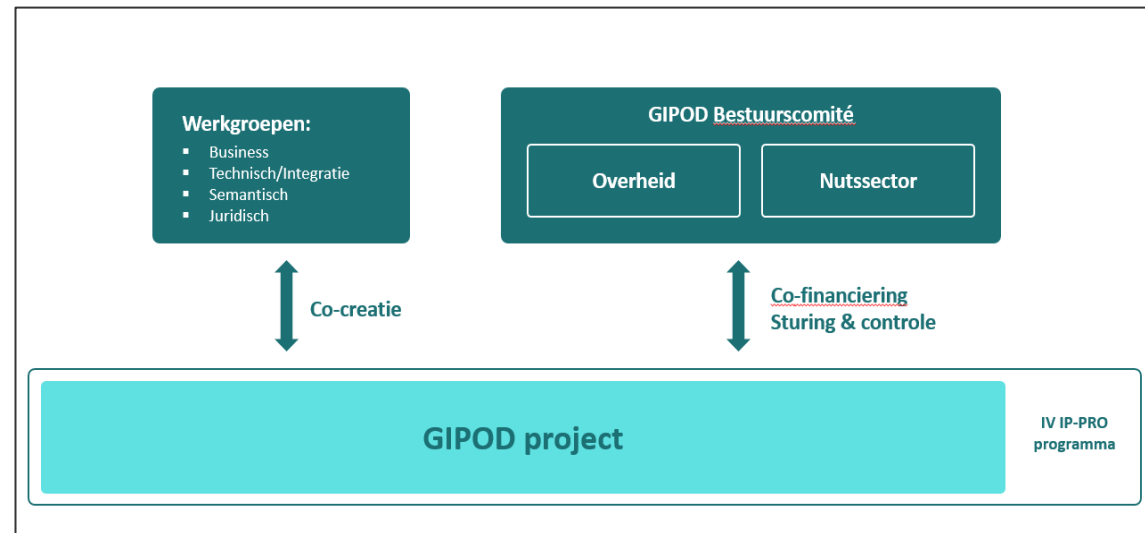 Werkgroepen:
▪ Business
▪ Technisch/Integratie
▪ Semantisch
▪ Juridisch
GIPOD Bestuurscomité
Overheid
Nutssector
Co-creatie
Co-financiering
Sturing & controle
GIPOD project
IV IP-PRO
programma